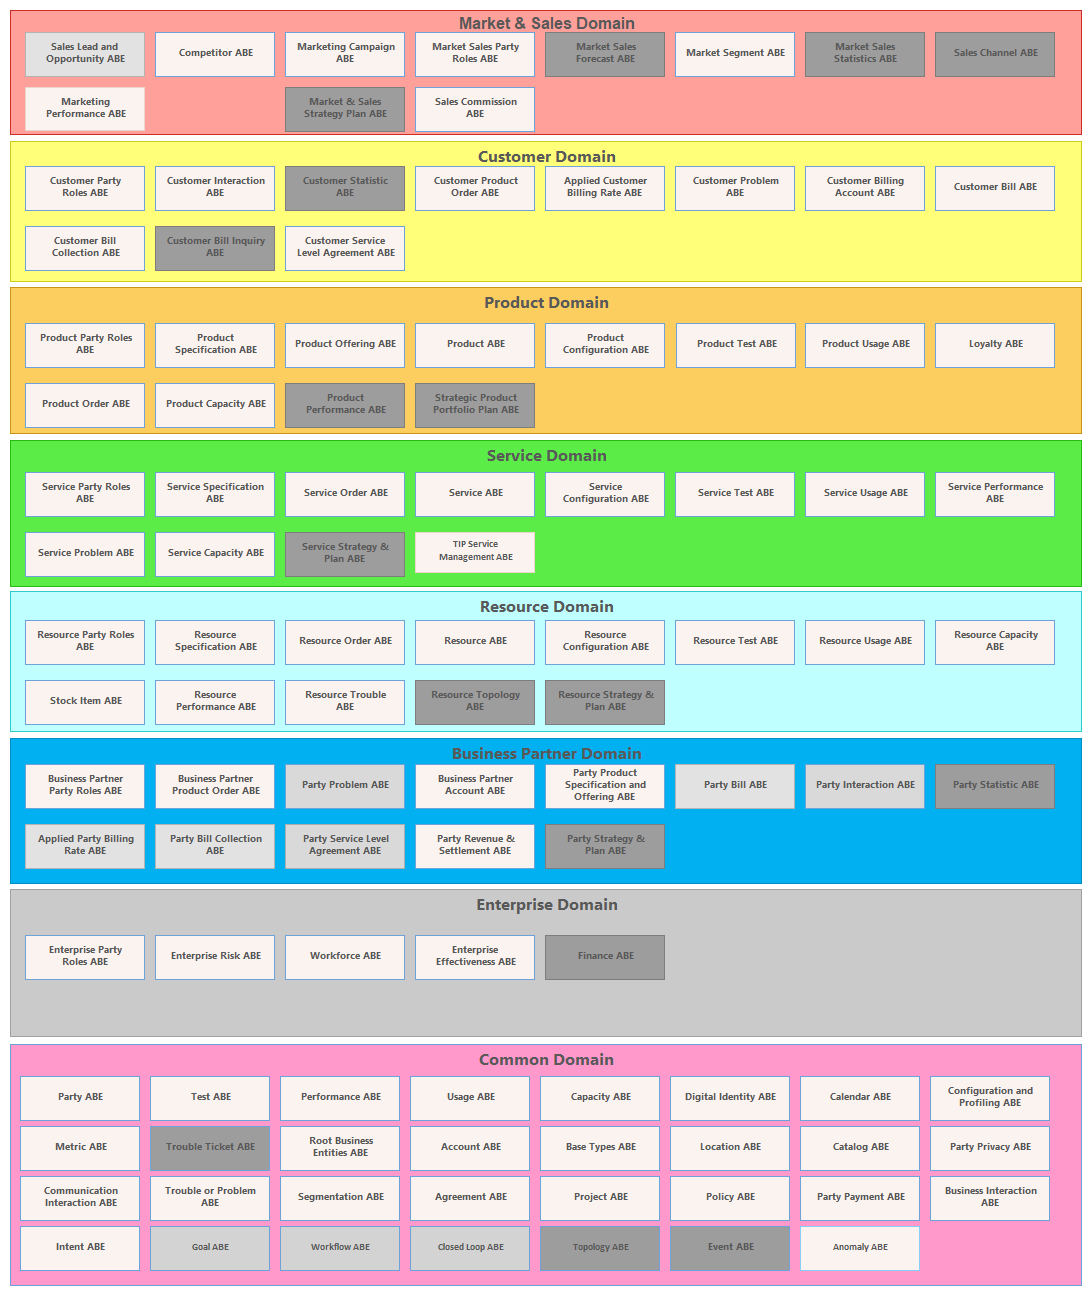 Market & Sales Domain
Sales Lead and
Opportunity ABE
Competitor ABE
Marketing Campaign
ABE
Market Sales Party
Roles ABE
Market Sales
Forecast ABE
Market Segment ABE
Market Sales
Statistics ABE
Sales Channel ABE
Marketing
Performance ABE
Market & Sales
Strategy Plan ABE
Sales Commission
ABE
Customer Domain
Customer Party
Roles ABE
Customer Interaction
ABE
Customer Statistic
ABE
Customer Product
Order ABE
Applied Customer
Billing Rate ABE
Customer Problem
ABE
Customer Billing
Account ABE
Customer Bill ABE
Customer Bill
Collection ABE
Customer Bill Inquiry
ABE
Customer Service
Level Agreement ABE
Product Domain
Product Party Roles
ABE
Product
Specification ABE
Product Offering ABE
Product ABE
Product
Configuration ABE
Product Test ABE
Product Usage ABE
Loyalty ABE
Product Order ABE
Product Capacity ABE
Product
Performance ABE
Strategic Product
Portfolio Plan ABE
Service Domain
Service Party Roles
ABE
Service Specification
ABE
Service Order ABE
Service ABE
Service
Configuration ABE
Service Test ABE
Service Usage ABE
Service Performance
ABE
Service Problem ABE
Service Capacity ABE
Service Strategy &
Plan ABE
TIP Service
Management ABE
Resource Domain
Resource Party Roles
ABE
Resource
Specification ABE
Resource Order ABE
Resource ABE
Resource
Configuration ABE
Resource Test ABE
Resource Usage ABE
Resource Capacity
ABE
Stock Item ABE
Resource
Performance ABE
Resource Trouble
ABE
Resource Topology
ABE
Resource Strategy &
Plan ABE
Business Partner Domain
Business Partner
Party Roles ABE
Business Partner
Product Order ABE
Party Problem ABE
Business Partner
Account ABE
Party Product
Specification and
Offering ABE
Party Bill ABE
Party Interaction ABE
Party Statistic ABE
Applied Party Billing
Rate ABE
Party Bill Collection
ABE
Party Service Level
Agreement ABE
Party Revenue &
Settlement ABE
Party Strategy &
Plan ABE
Enterprise Domain
Enterprise Party
Roles ABE
Enterprise Risk ABE
Workforce ABE
Enterprise
Effectiveness ABE
Finance ABE
Common Domain
Party ABE
Test ABE
Performance ABE
Usage ABE
Capacity ABE
Digital Identity ABE
Calendar ABE
Configuration and
Profiling ABE
Metric ABE
Trouble Ticket ABE
Root Business
Entities ABE
Account ABE
Base Types ABE
Location ABE
Catalog ABE
Party Privacy ABE
Communication
Interaction ABE
Trouble or Problem
ABE
Segmentation ABE
Agreement ABE
Project ABE
Policy ABE
Party Payment ABE
Business Interaction
ABE
Intent ABE
Goal ABE
Workflow ABE
Closed Loop ABE
Topology ABE
Event ABE
Anomaly ABE